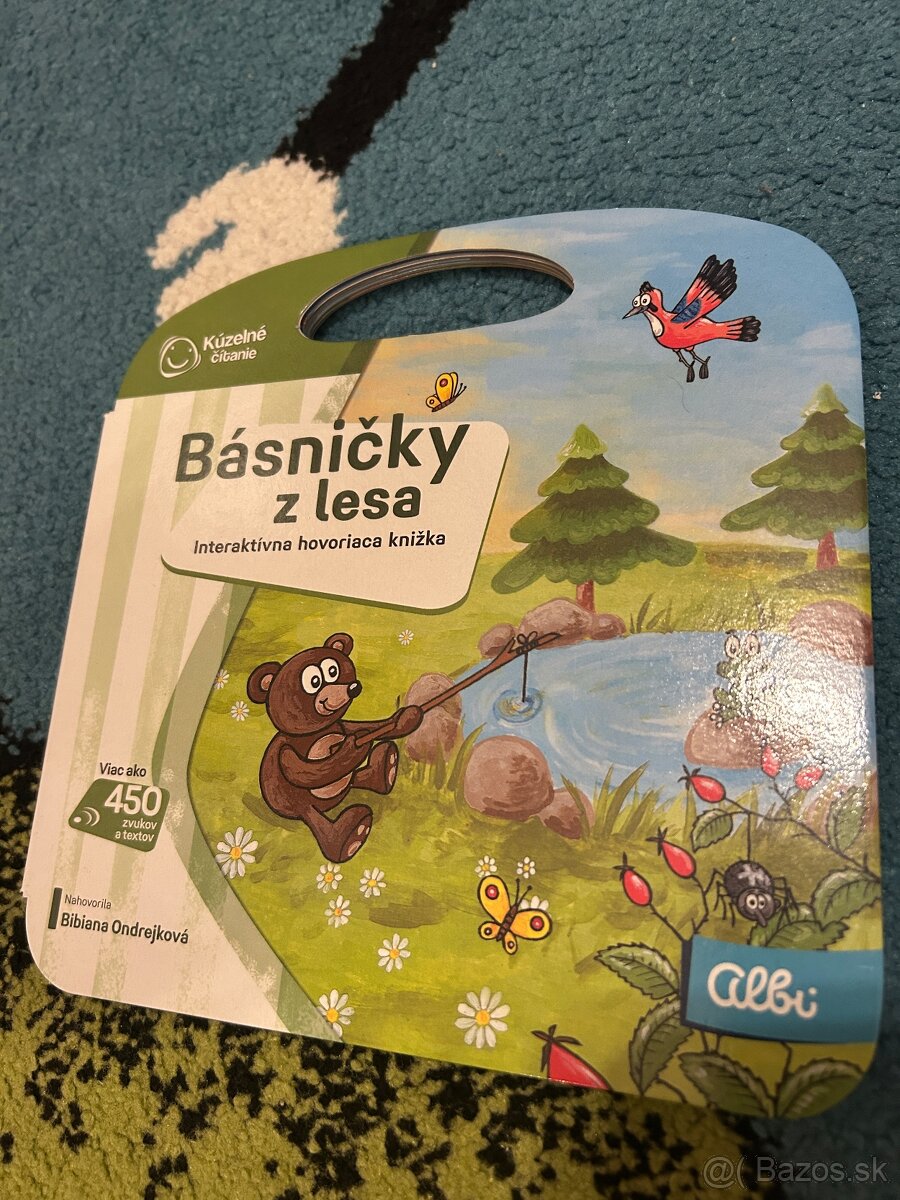 Kúzelné
čítanie
Básničky
z lesa
Interaktívna hovoriaca knižka
Viac ako
450
zvukov
a textov
Nahovorila
Bibiana Ondrejková
albi
@( Bazos.sk